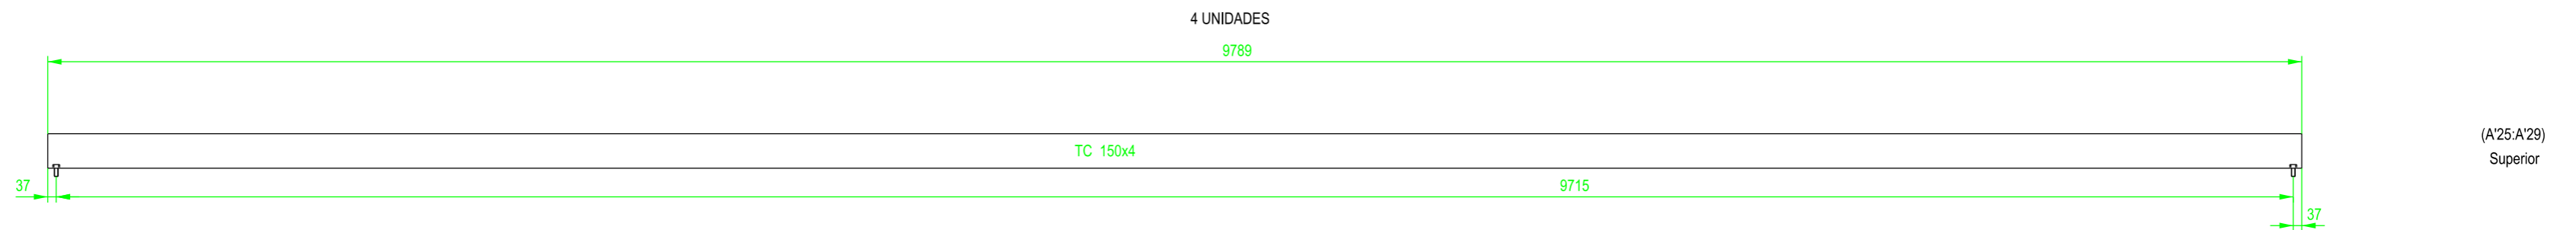 4 UNIDADES
9789
TC 150x4
(A'25:A'29)
Superior
37
9715
37